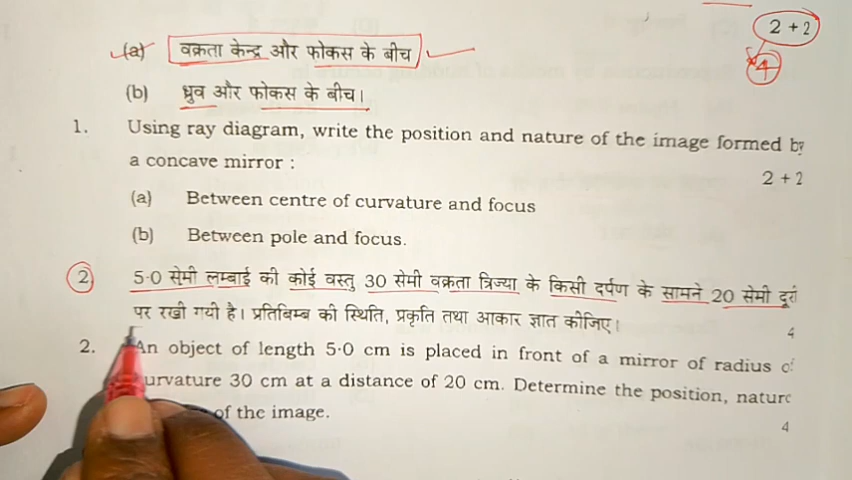 2 + 2
4
(a) वक्रता केन्द्र और फोकस के बीच
(b) ध्रुव और फोकस के बीच।
1. Using ray diagram, write the position and nature of the image formed by
a concave mirror :
2 + 2
(a) Between centre of curvature and focus
(b) Between pole and focus.
2 5·0 सेमी लम्बाई की कोई वस्तु 30 सेमी वक्रता त्रिज्या के किसी दर्पण के सामने 20 सेमी दूरी
पर रखी गयी है। प्रतिबिम्ब की स्थिति, प्रकृति तथा आकार ज्ञात कीजिए।
4
2. An object of length 5·0 cm is placed in front of a mirror of radius of
curvature 30 cm at a distance of 20 cm. Determine the position, nature
of the image.
4